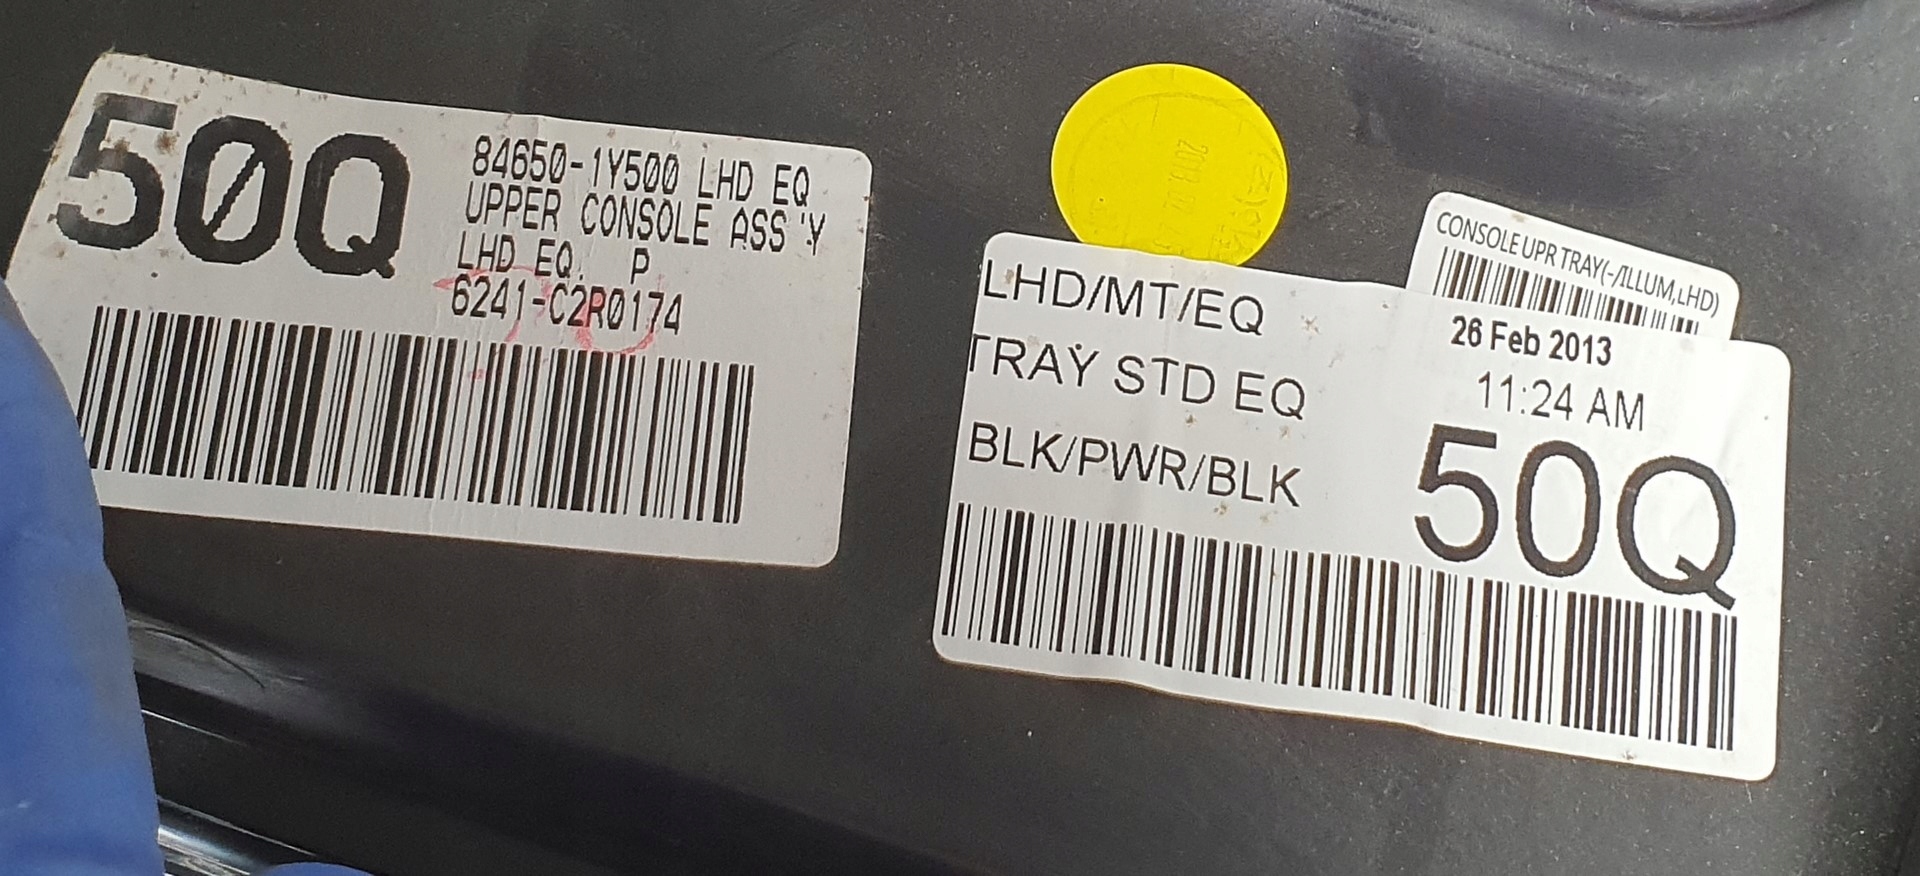 50Q
84650-1Y500 LHD EQ
UPPER CONSOLE ASS'Y
LHD EQ. P
6241-C2R0174
CONSOLE UPR TRAY(-/ILLUM,LHD)
LHD/MT/EQ
TRAY STD EQ
BLK/PWR/BLK
26 Feb 2013
11:24 AM
50Q